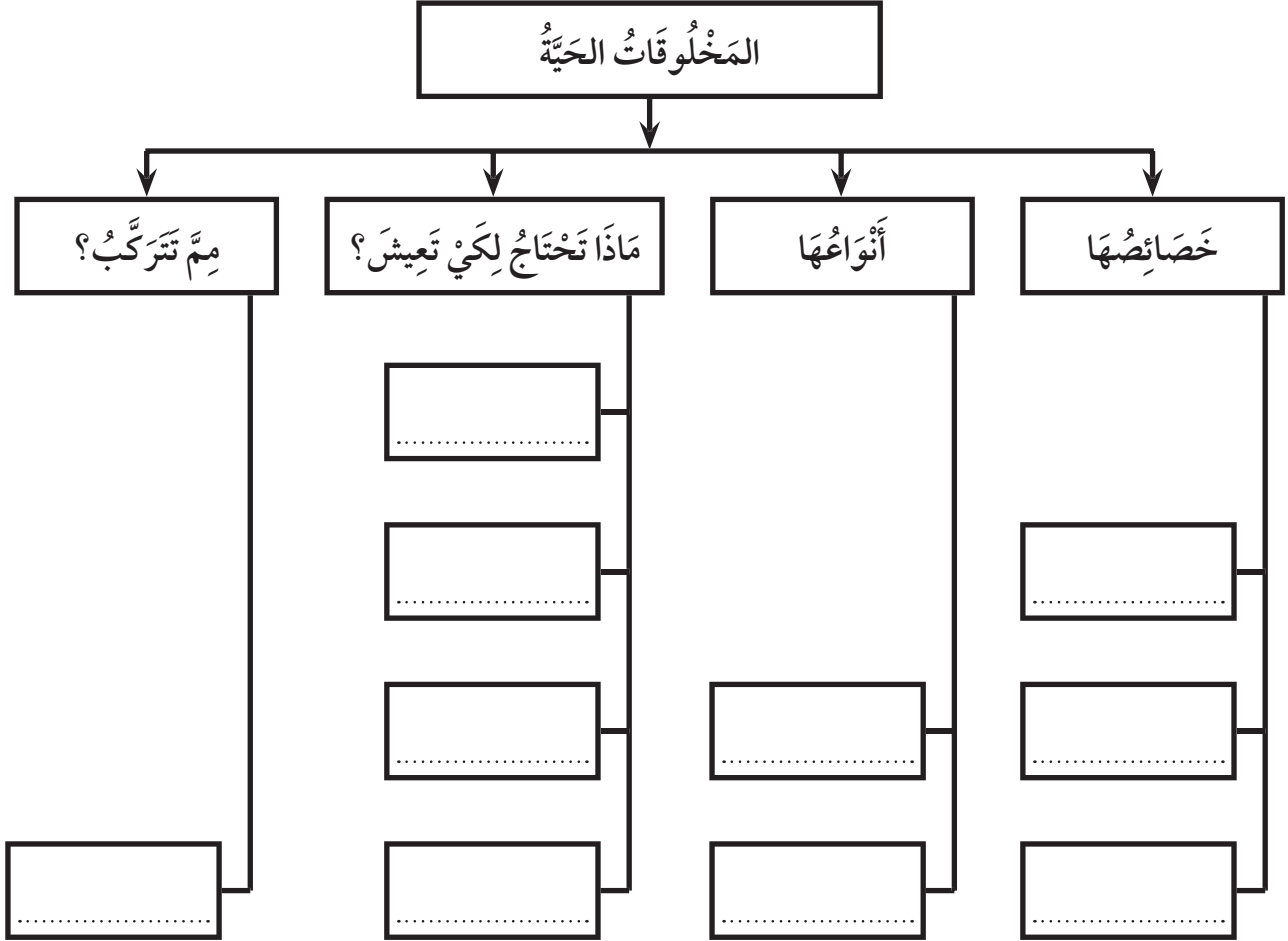 المَخْلُوقَاتُ الحَيَّةُ
خَصَائِصُهَا
أَنْوَاعُهَا
مَاذَا تَحْتَاجُ لِكَيْ تَعِيشَ؟
مِمَّ تَتَرَكَّبُ؟